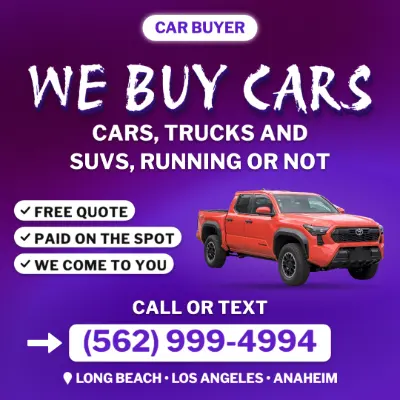 CAR BUYER
WE BUY CARS
CARS, TRUCKS AND
SUVS, RUNNING OR NOT
FREE QUOTE
PAID ON THE SPOT
WE COME TO YOU
CALL OR TEXT
(562) 999-4994
LONG BEACH • LOS ANGELES • ANAHEIM